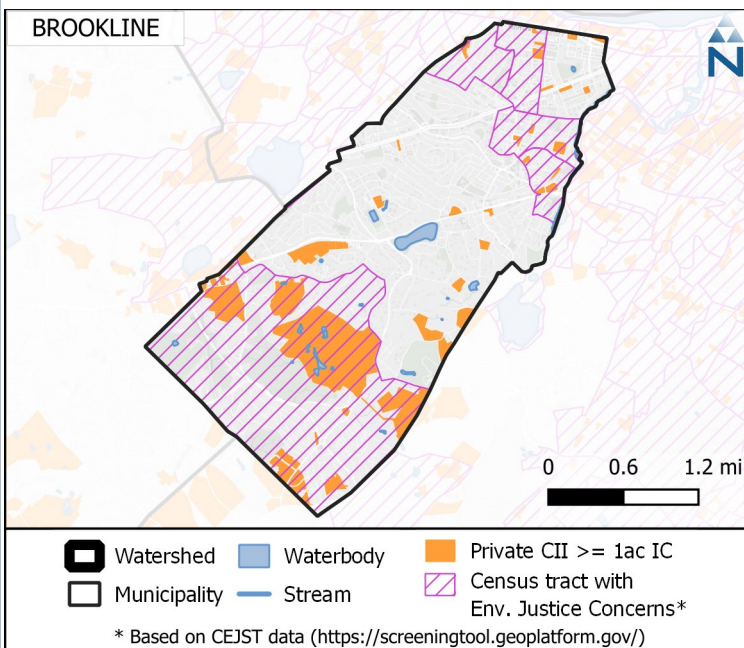 BROOKLINE
N
0 0.6 1.2 mi
Watershed
Waterbody
Private CII >= 1ac IC
Municipality
Stream
Census tract with
Env. Justice Concerns*
* Based on CEJST data (https://screeningtool.geoplatform.gov/)